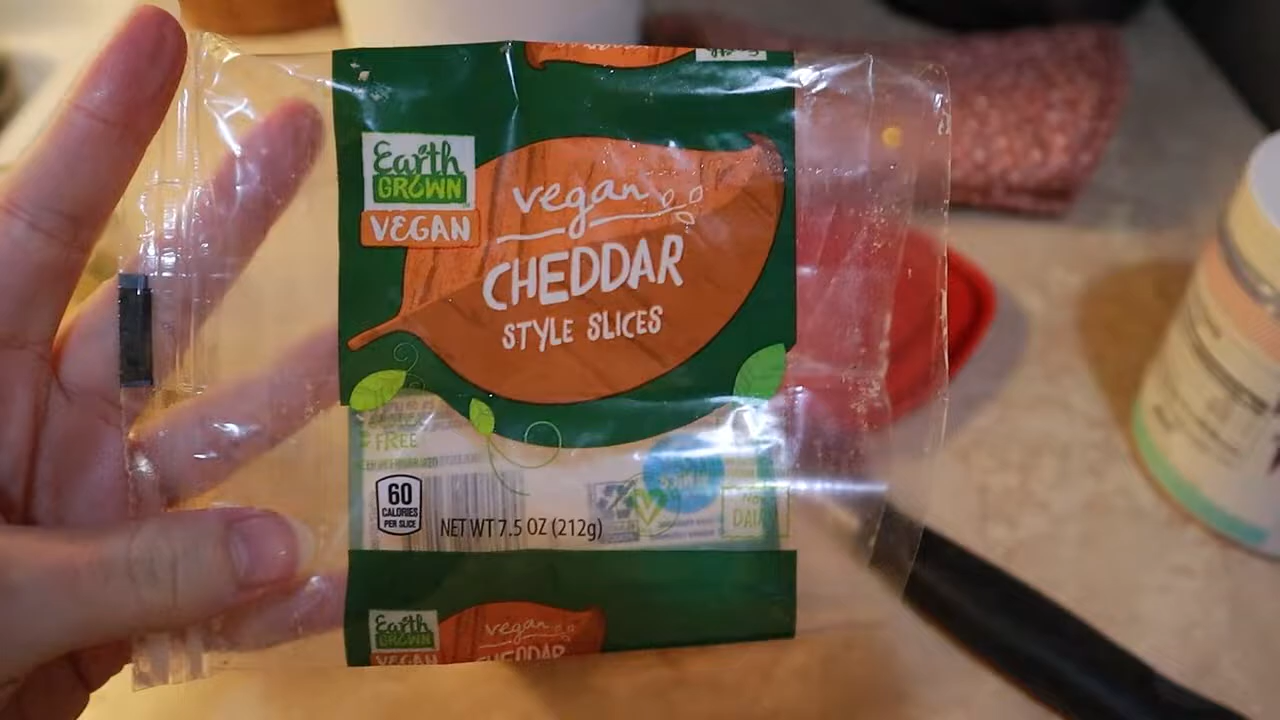 Earth
GROWN
VEGAN
vegan
CHEDDAR
STYLE SLICES
FREE
60
CALORIES
PER SLICE
NET WT 7.5 OZ (212g)
Earth
GROWN
VEGAN
vegan
CHEDDAR